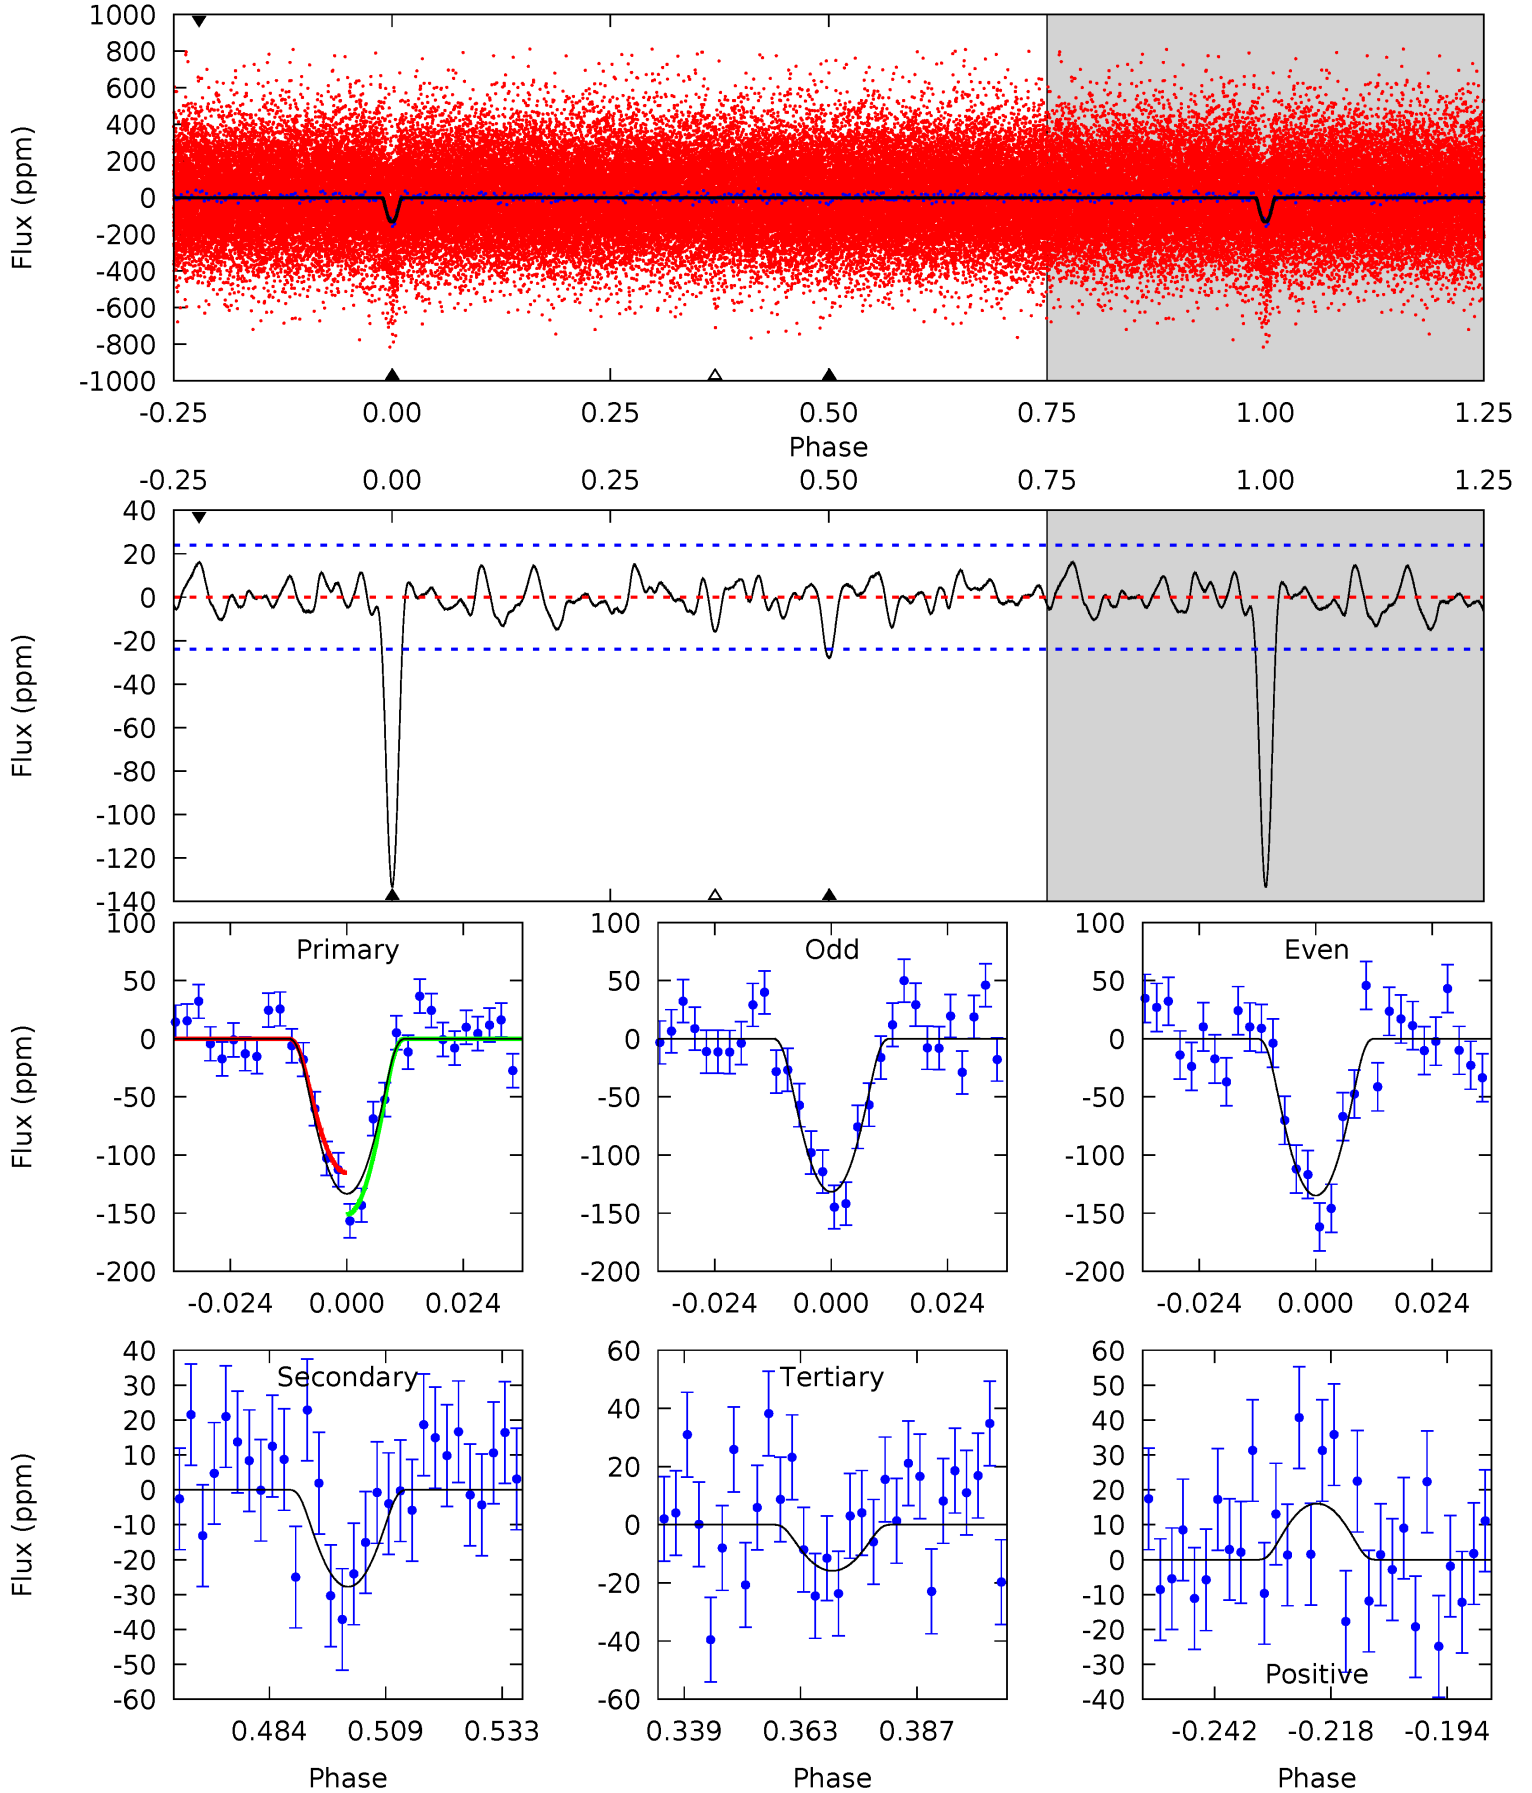 1000
800
600
400
200
0
-200
-400
-600
-800
-1000
Flux (ppm)
-0.25 0.00 0.25 0.50 0.75 1.00 1.25
Phase
-0.25 0.00 0.25 0.50 0.75 1.00 1.25
40
20
0
-20
-40
-60
-80
-100
-120
-140
Flux (ppm)
Primary Odd Even
100 100 100
50 50 50
0 0 0
-50 -50 -50
-100 -100 -100
-150 -150 -150
-200 -200 -200
Flux (ppm)
-0.024 0.000 0.024 -0.024 0.000 0.024 -0.024 0.000 0.024
Secondary Tertiary Positive
40 60 60
30 40 50
20 20 40
10 0 30
0 -20 20
-10 -40 10
-20 -60 0
-30 -10
-40 -20
-50 -30
-60 -40
Flux (ppm)
0.484 0.509 0.533 0.339 0.363 0.387 -0.242 -0.218 -0.194
Phase Phase Phase